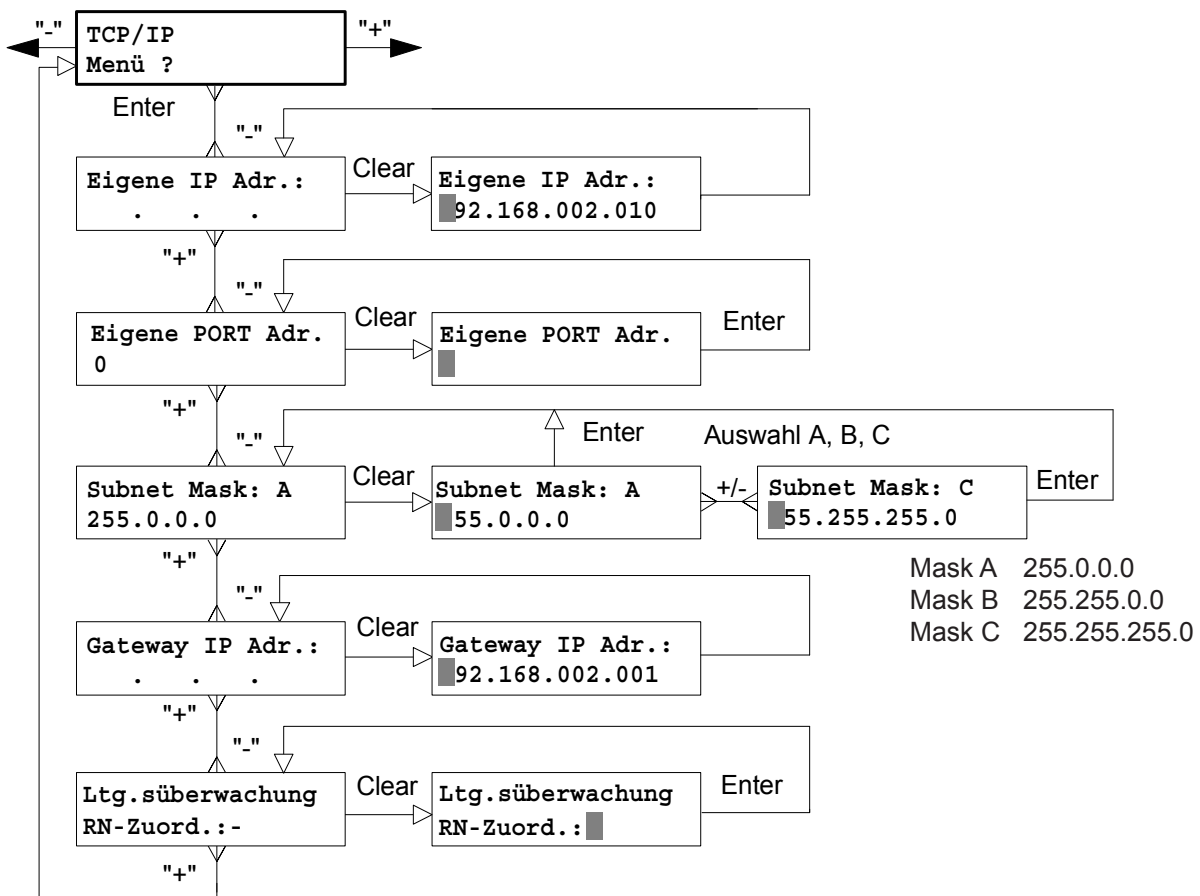 "-"
TCP/IP
Menü ?
"+"
Enter
"-"
Eigene IP Adr.:
. . .
Clear
Eigene IP Adr.:
92.168.002.010
"+"
"-"
Eigene PORT Adr.
0
Clear
Eigene PORT Adr.
Enter
"+"
"-"
Subnet Mask: A
255.0.0.0
Clear
Enter
Auswahl A, B, C
Subnet Mask: A
55.0.0.0
+/-
Subnet Mask: C
55.255.255.0
Enter
Mask A 255.0.0.0
Mask B 255.255.0.0
Mask C 255.255.255.0
"+"
"-"
Gateway IP Adr.:
. . .
Clear
Gateway IP Adr.:
92.168.002.001
"+"
"-"
Ltg.süberwachung
RN-Zuord.:-
Clear
Ltg.süberwachung
RN-Zuord.:
Enter
"+"